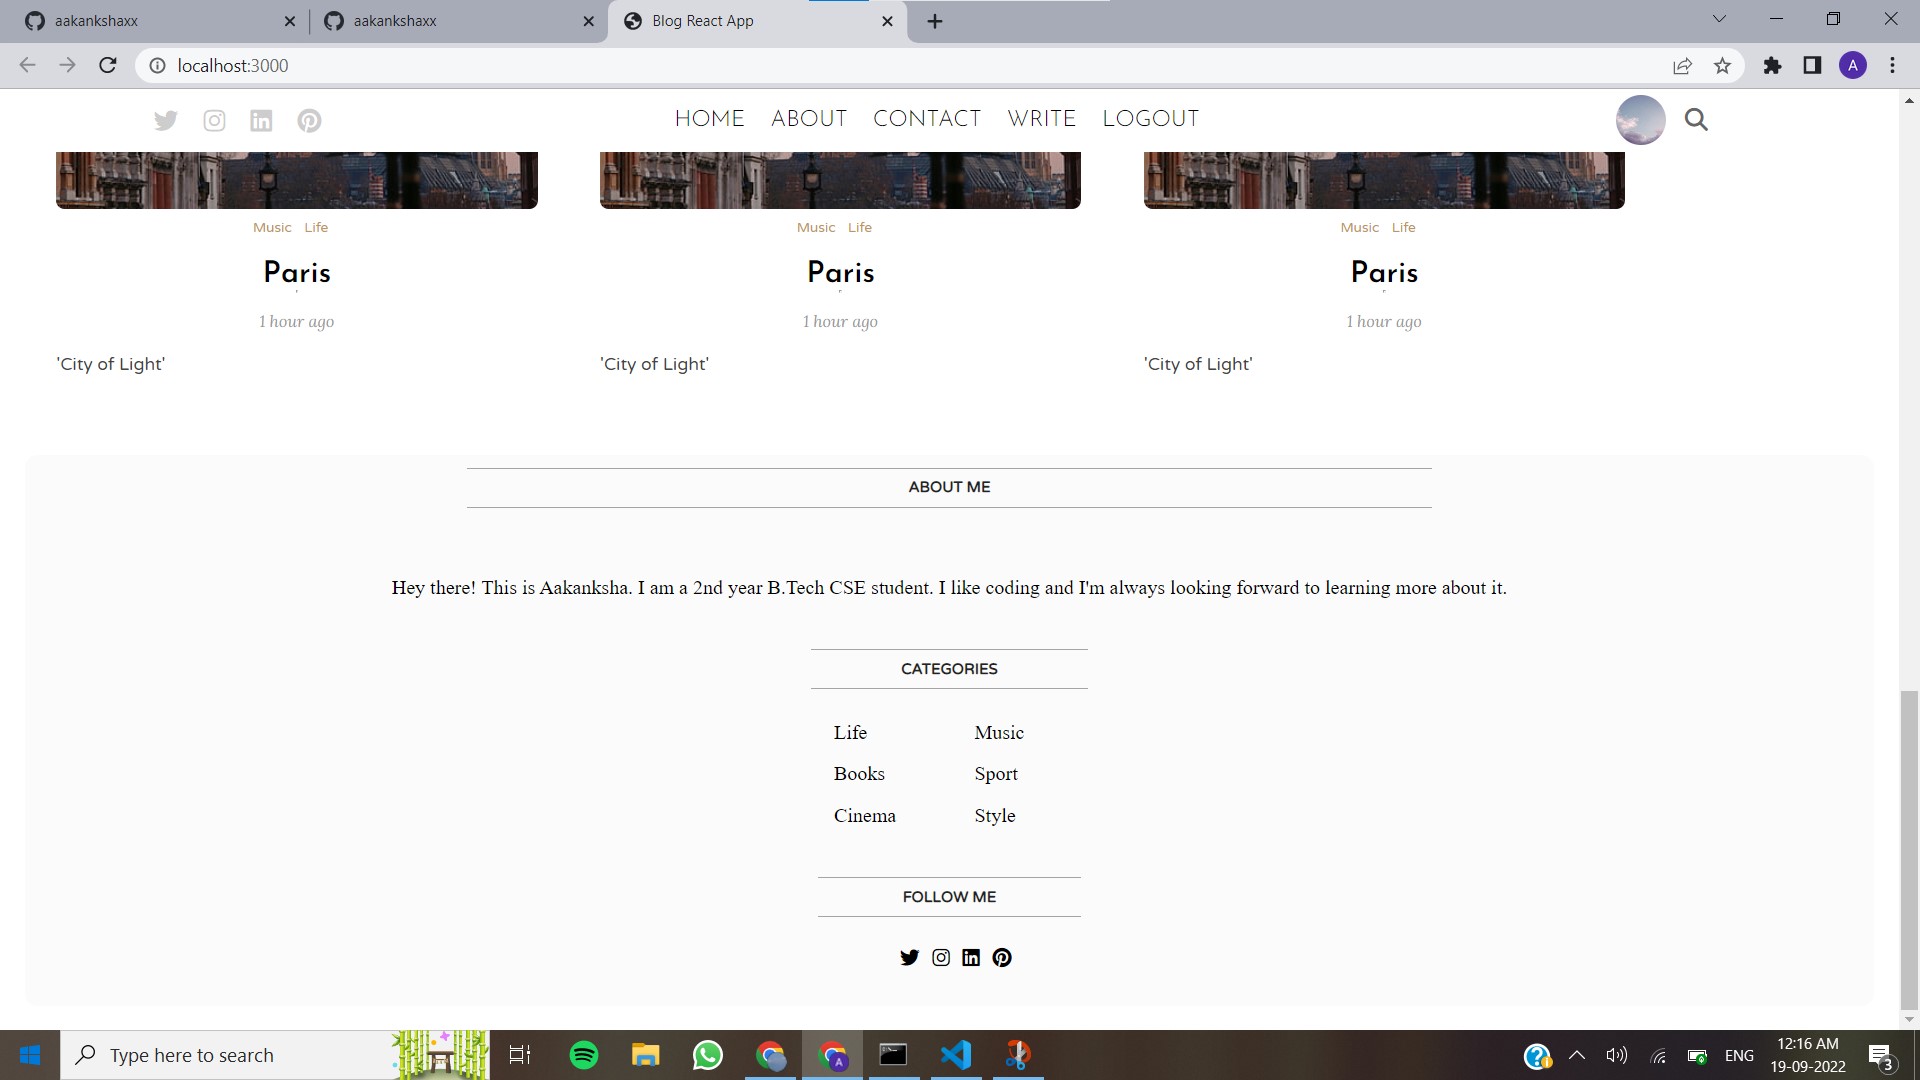 aakankshaxx
aakankshaxx
Blog React App
localhost:3000
A
HOME ABOUT CONTACT WRITE LOGOUT
Music Life
Music Life
Music Life
Paris
Paris
Paris
1 hour ago
1 hour ago
1 hour ago
'City of Light'
'City of Light'
'City of Light'
ABOUT ME
Hey there! This is Aakanksha. I am a 2nd year B.Tech CSE student. I like coding and I'm always looking forward to learning more about it.
CATEGORIES
Life Music
Books Sport
Cinema Style
FOLLOW ME
Type here to search
A
ENG
12:16 AM
19-09-2022
3